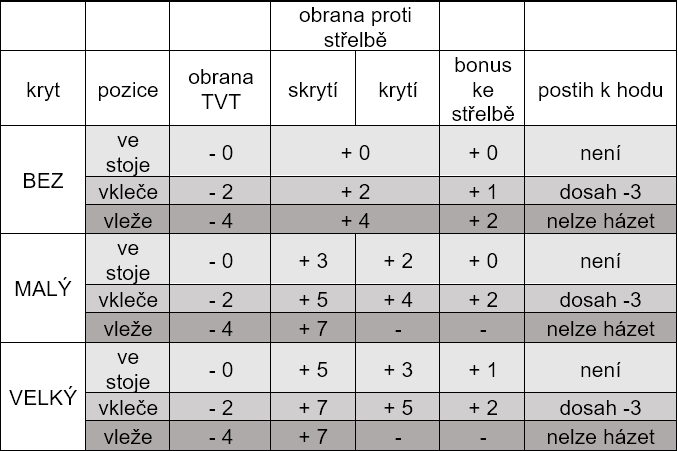 obrana proti
střelbě
kryt pozice obrana TVT skrytí krytí bonus ke střelbě postih k hodu
BEZ
ve stoje - 0 + 0 + 0 není
vkleče - 2 + 2 + 1 dosah -3
vleže - 4 + 4 + 2 nelze házet
MALÝ
ve stoje - 0 + 3 + 2 + 0 není
vkleče - 2 + 5 + 4 + 2 dosah -3
vleže - 4 + 7 - - nelze házet
VELKÝ
ve stoje - 0 + 5 + 3 + 1 není
vkleče - 2 + 7 + 5 + 2 dosah -3
vleže - 4 + 7 - - nelze házet